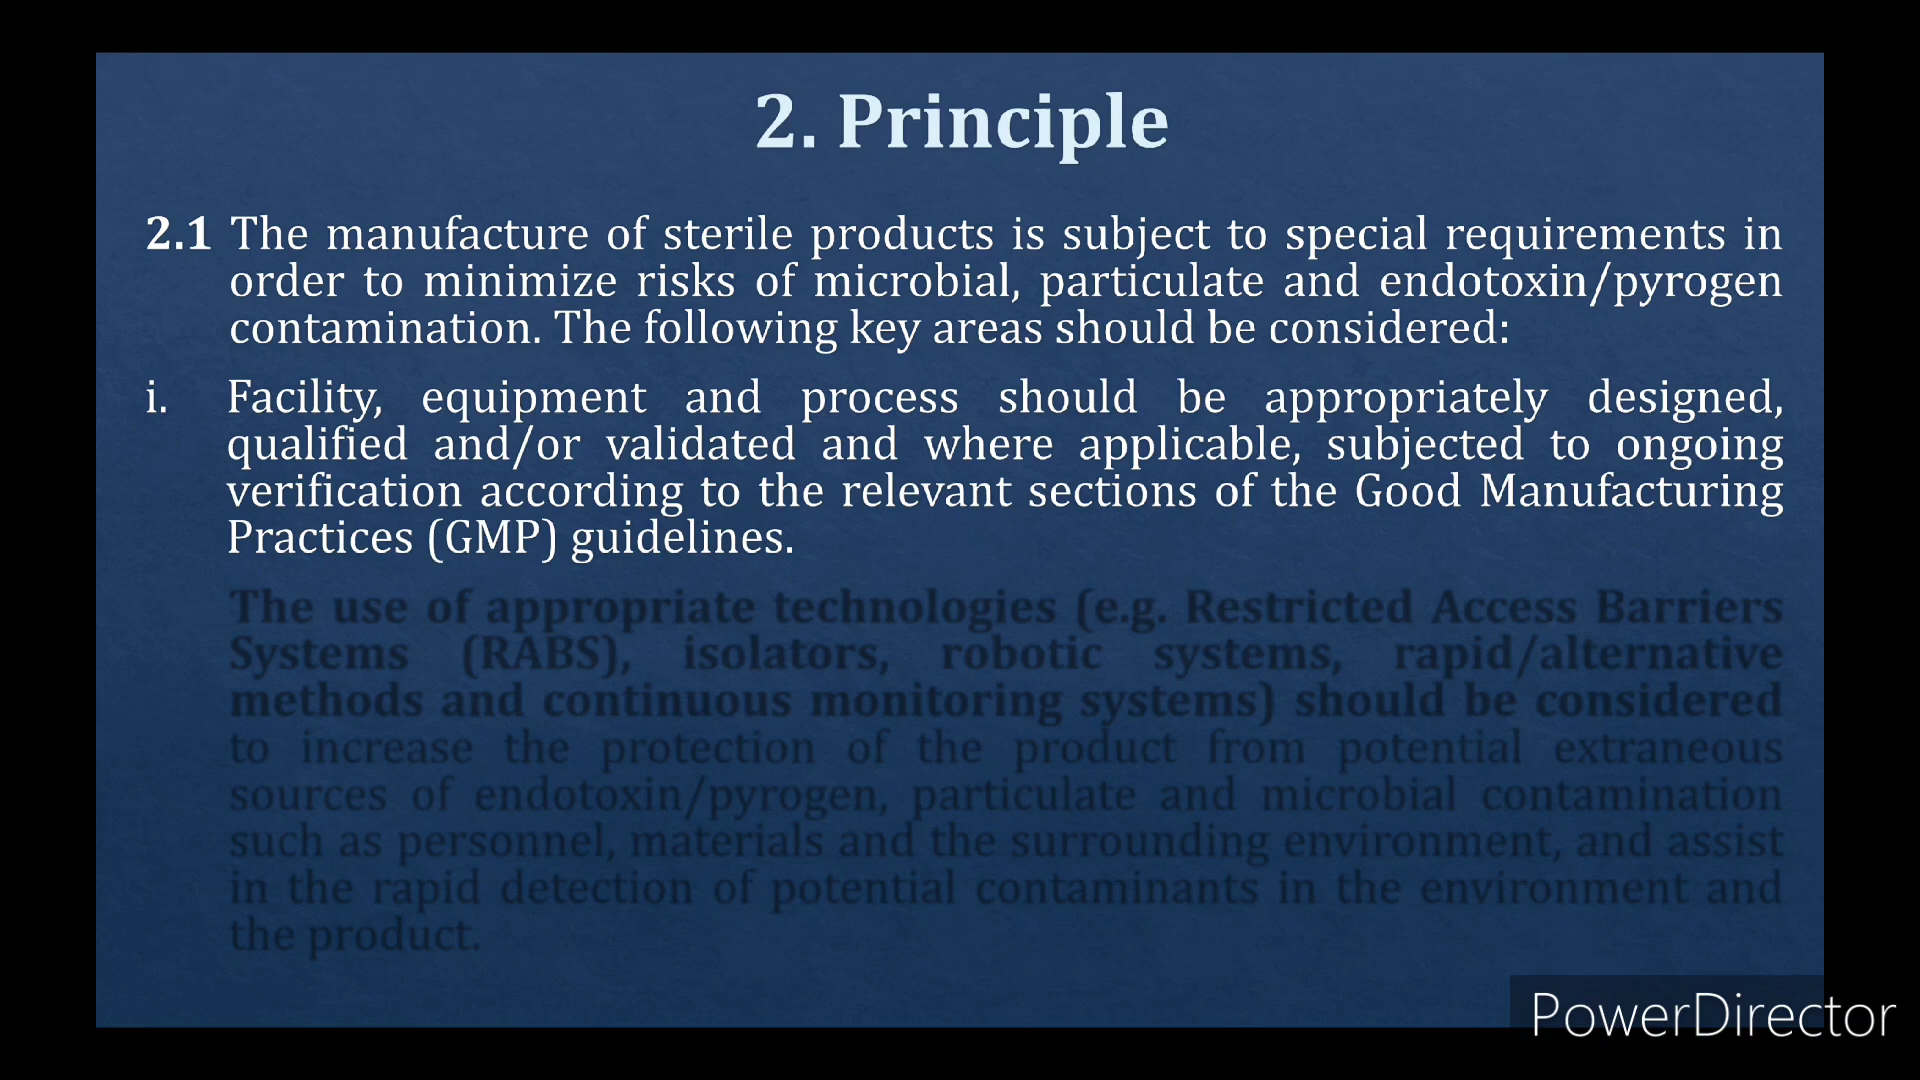 2. Principle
2.1 The manufacture of sterile products is subject to special requirements in
order to minimize risks of microbial, particulate and endotoxin/pyrogen
contamination. The following key areas should be considered:
i. Facility, equipment and process should be appropriately designed,
qualified and/or validated and where applicable, subjected to ongoing
verification according to the relevant sections of the Good Manufacturing
Practices (GMP) guidelines.
The use of appropriate technologies (e.g. Restricted Access Barriers
Systems (RABS), isolators, robotic systems, rapid/alternative
methods and continuous monitoring systems) should be considered
to increase the protection of the product from potential extraneous
sources of endotoxin/pyrogen, particulate and microbial contamination
such as personnel, materials and the surrounding environment, and assist
in the rapid detection of potential contaminants in the environment and
the product.
PowerDirector